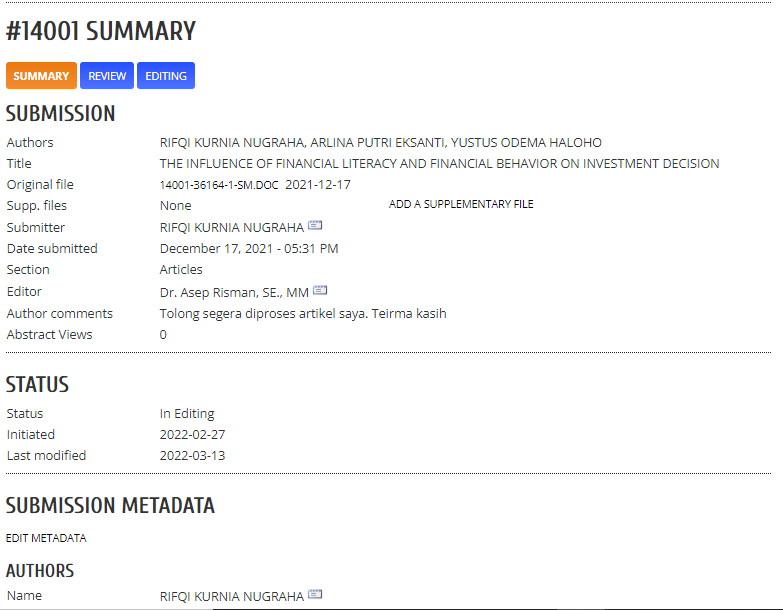 #14001 SUMMARY
SUMMARY REVIEW EDITING
SUBMISSION
Authors RIFQI KURNIA NUGRAHA, ARLINA PUTRI EKSANTI, YUSTUS ODEMA HALOHO
Title THE INFLUENCE OF FINANCIAL LITERACY AND FINANCIAL BEHAVIOR ON INVESTMENT DECISION
Original file 14001-36164-1-SM.DOC 2021-12-17
Supp. files None ADD A SUPPLEMENTARY FILE
Submitter RIFQI KURNIA NUGRAHA
Date submitted December 17, 2021 - 05:31 PM
Section Articles
Editor Dr. Asep Risman, SE., MM
Author comments Tolong segera diproses artikel saya. Teirma kasih
Abstract Views 0
STATUS
Status In Editing
Initiated 2022-02-27
Last modified 2022-03-13
SUBMISSION METADATA
EDIT METADATA
AUTHORS
Name RIFQI KURNIA NUGRAHA